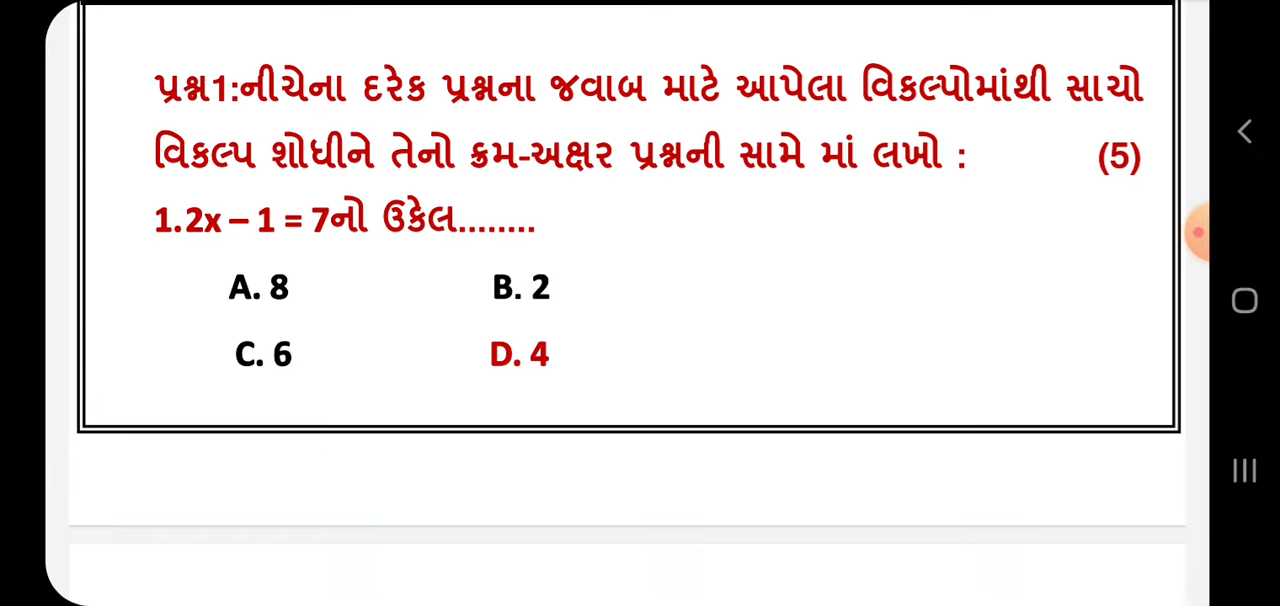 પ્રશ્ન1:નીચેના દરેક પ્રશ્નના જવાબ માટે આપેલા વિકલ્પોમાંથી સાચો
વિકલ્પ શોધીને તેનો ક્રમ-અક્ષર પ્રશ્નની સામે માં લખો : (5)
1.2x – 1 = 7નો ઉકેલ........
A. 8 B. 2
C. 6 D. 4